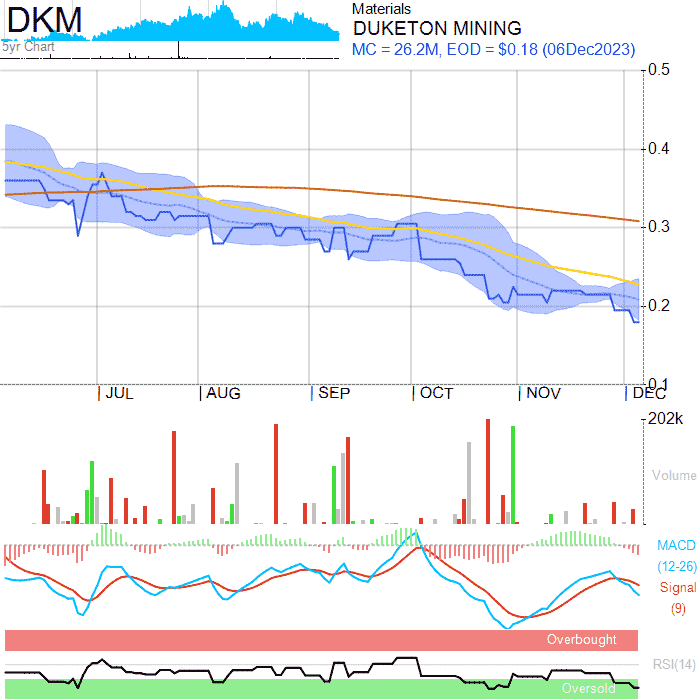 DKM
5yr Chart
Materials
DUKETON MINING
MC = 26.2M, EOD = $0.18 (06Dec2023)
0.5
0.4
0.3
0.2
0.1
JUL
AUG
SEP
OCT
NOV
DEC
202k
Volume
MACD
(12-26)
Signal
(9)
Overbought
RSI(14)
Oversold